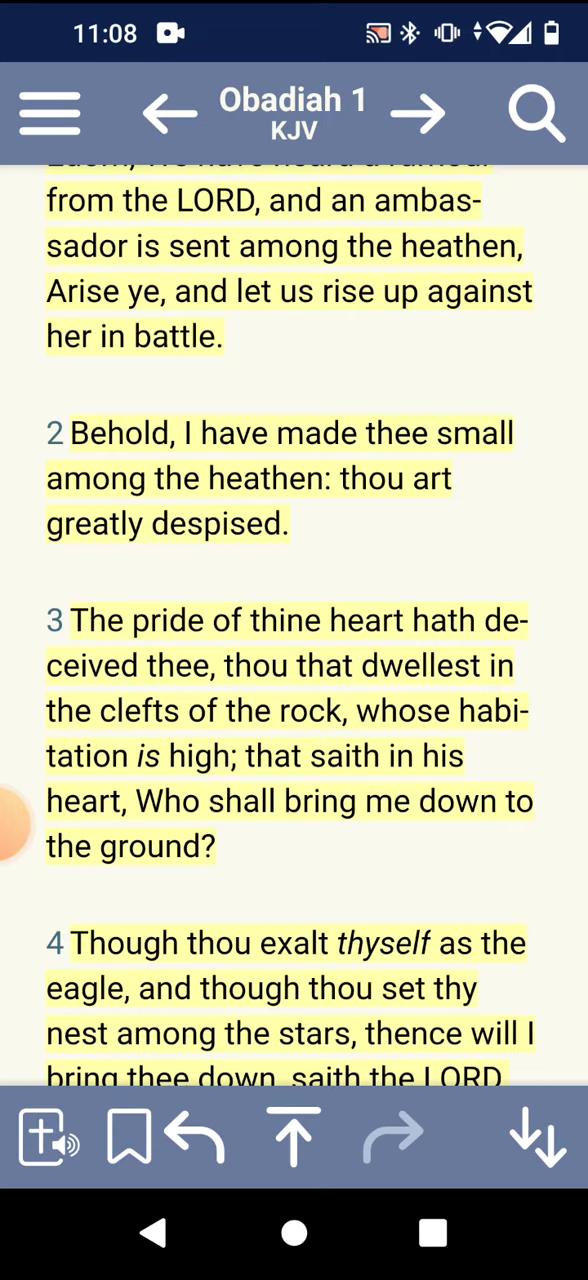 11:08
Obadiah 1
KJV
from the LORD, and an ambas-
sador is sent among the heathen,
Arise ye, and let us rise up against
her in battle.
2 Behold, I have made thee small
among the heathen: thou art
greatly despised.
3 The pride of thine heart hath de-
ceived thee, thou that dwellest in
the clefts of the rock, whose habi-
tation is high; that saith in his
heart, Who shall bring me down to
the ground?
4 Though thou exalt thyself as the
eagle, and though thou set thy
nest among the stars, thence will I
bring thee down, saith the LORD